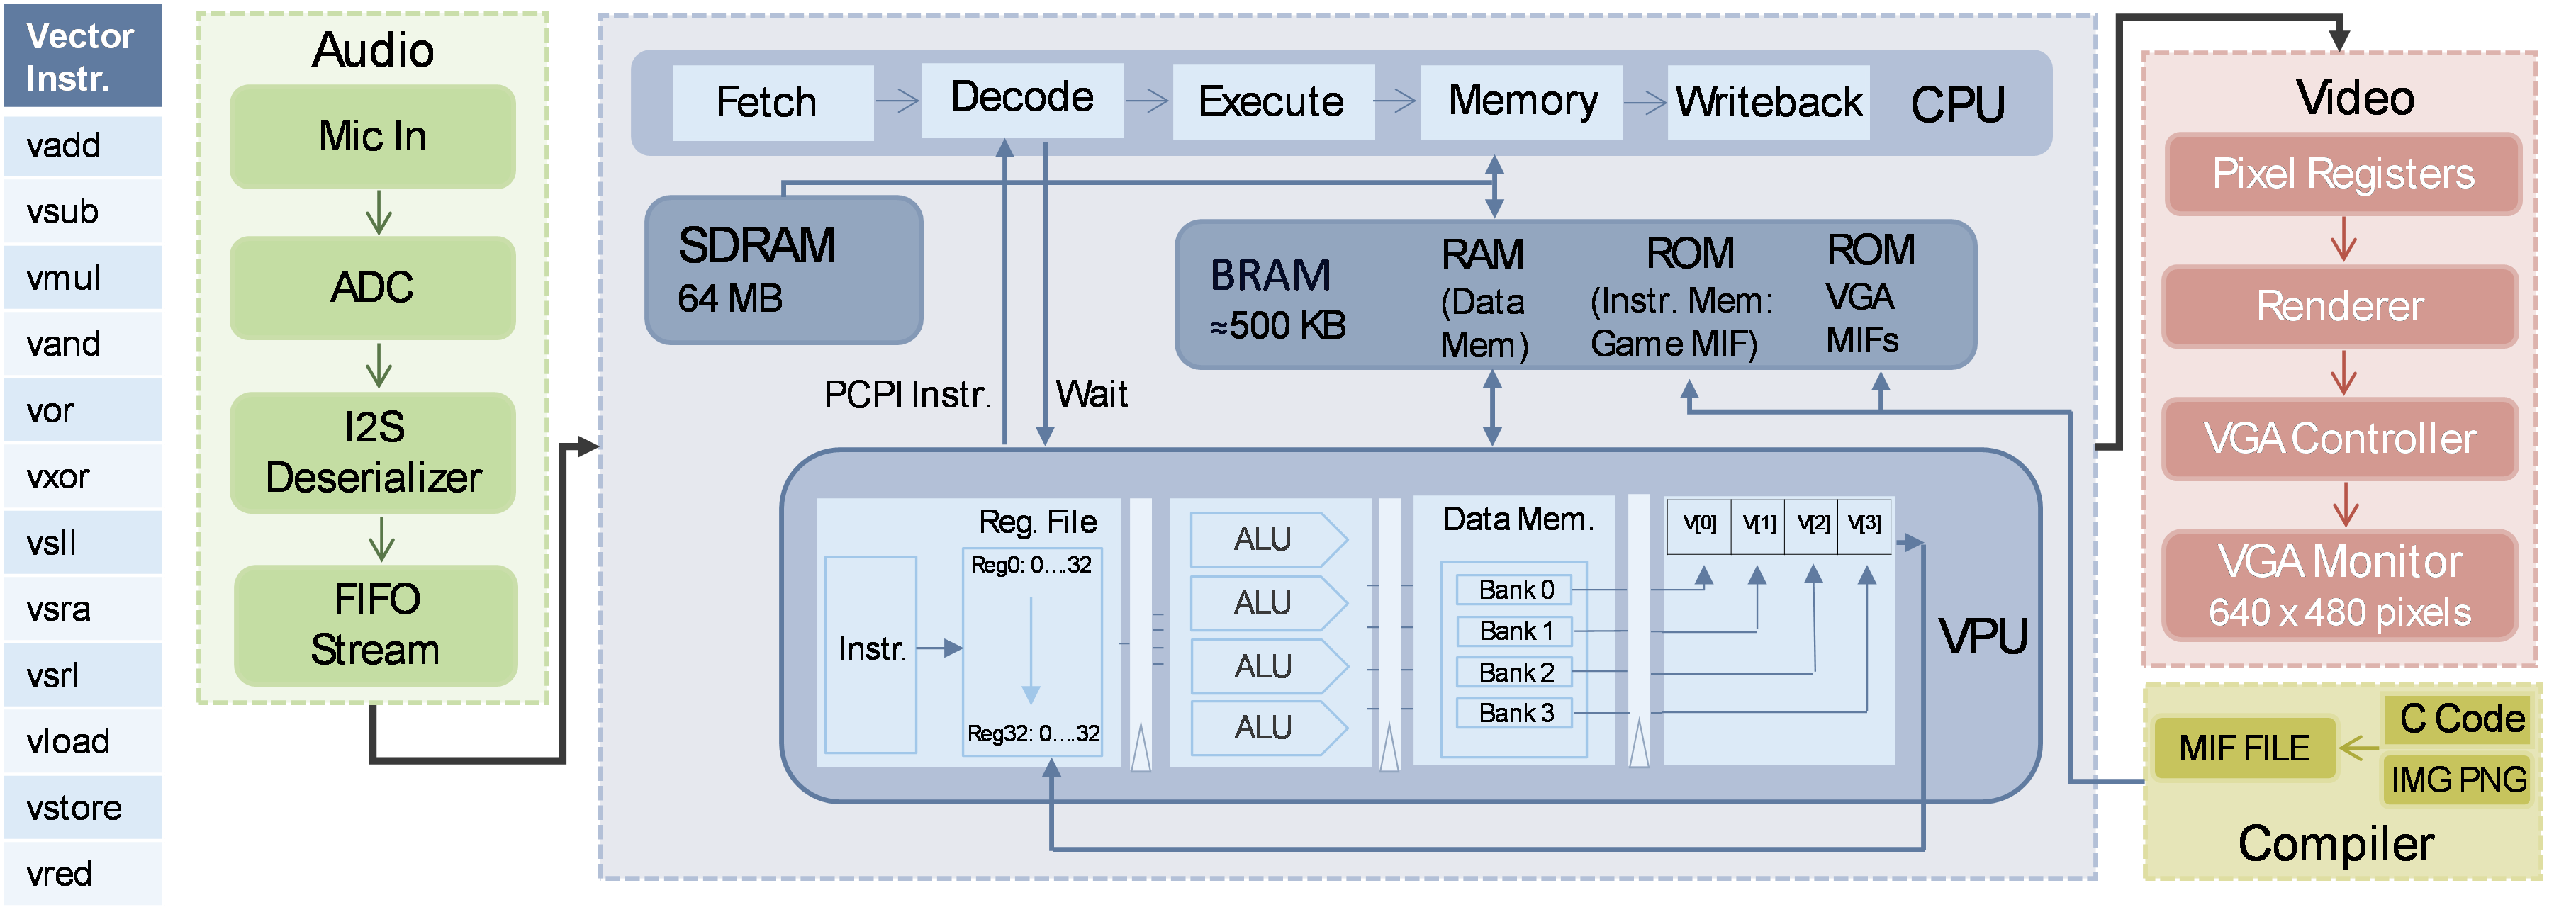 Vector
Instr.
vadd
vsub
vmul
vand
vor
vxor
vsll
vsra
vsrl
vload
vstore
vred
Audio
Mic In
ADC
I2S
Deserializer
FIFO
Stream
Fetch
Decode
Execute
Memory
Writeback
CPU
SDRAM
64 MB
BRAM
≈500 KB
RAM
(Data
Mem)
ROM
(Instr. Mem:
Game MIF)
ROM
VGA
MIFs
PCPI Instr.
Wait
Instr.
Reg. File
Reg0: 0....32
Reg32: 0....32
ALU
ALU
ALU
ALU
Data Mem.
Bank 0
Bank 1
Bank 2
Bank 3
V[0]
V[1]
V[2]
V[3]
VPU
Video
Pixel Registers
Renderer
VGA Controller
VGA Monitor
640 x 480 pixels
MIF FILE
C Code
IMG PNG
Compiler